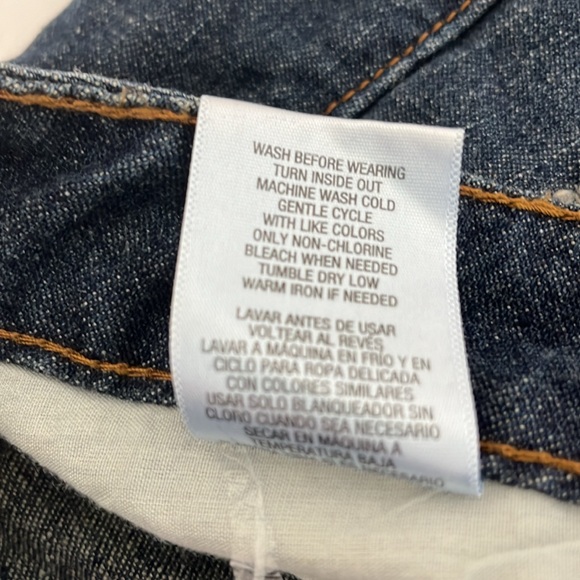 WASH BEFORE WEARING
TURN INSIDE OUT
MACHINE WASH COLD
GENTLE CYCLE
WITH LIKE COLORS
ONLY NON-CHLORINE
BLEACH WHEN NEEDED
TUMBLE DRY LOW
WARM IRON IF NEEDED
LAVAR ANTES DE USAR
VOLTEAR AL REVÉS
LAVAR A MÁQUINA EN FRÍO Y EN
CICLO PARA ROPA DELICADA
CON COLORES SIMILARES
USAR SOLO BLANQUEADOR SIN
CLORO CUANDO SEA NECESARIO
SECAR EN MÁQUINA A
TEMPERATURA BAJA